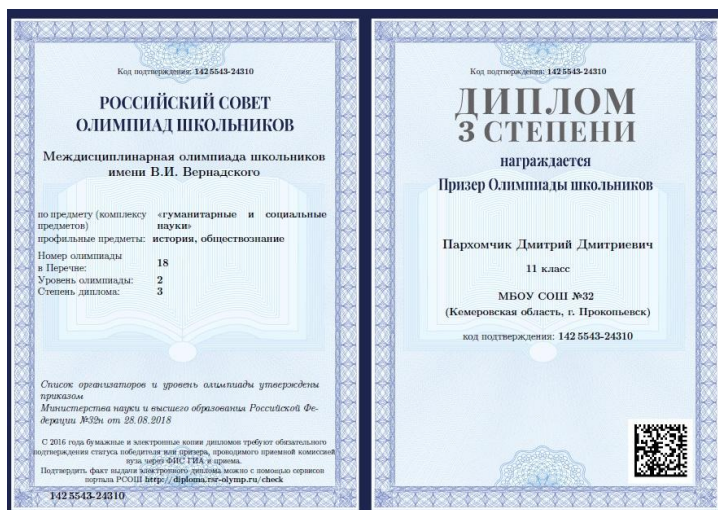 Код подтверждения: 142 5543-24310
РОССИЙСКИЙ СОВЕТ
ОЛИМПИАД ШКОЛЬНИКОВ
Междисциплинарная олимпиада школьников
имени В.И. Вернадского
по предмету (комплексу предметов) «гуманитарные и социальные науки»
профильные предметы: история, обществознание
Номер олимпиады
в Перечне: 18
Уровень олимпиады: 2
Степень диплома: 3
Список организаторов и уровень олимпиады утверждены
приказом
Министерства науки и высшего образования Российской Фе-
дерации №32н от 28.08.2018
С 2016 года бумажные и электронные копии дипломов требуют обязательного
подтверждения статуса победителя или призера, проводимого приемной комиссией
вуза через ФИС ГИА и приема.
Подтвердить факт выдачи электронного диплома можно с помощью сервисов
портала РСОШ http://diploma.rsr-olymp.ru/check
142 5543-24310
Код подтверждения: 142 5543-24310
ДИПЛОМ
3 СТЕПЕНИ
награждается
Призер Олимпиады школьников
Пархомчик Дмитрий Дмитриевич
11 класс
МБОУ СОШ №32
(Кемеровская область, г. Прокопьевск)
код подтверждения: 142 5543-24310